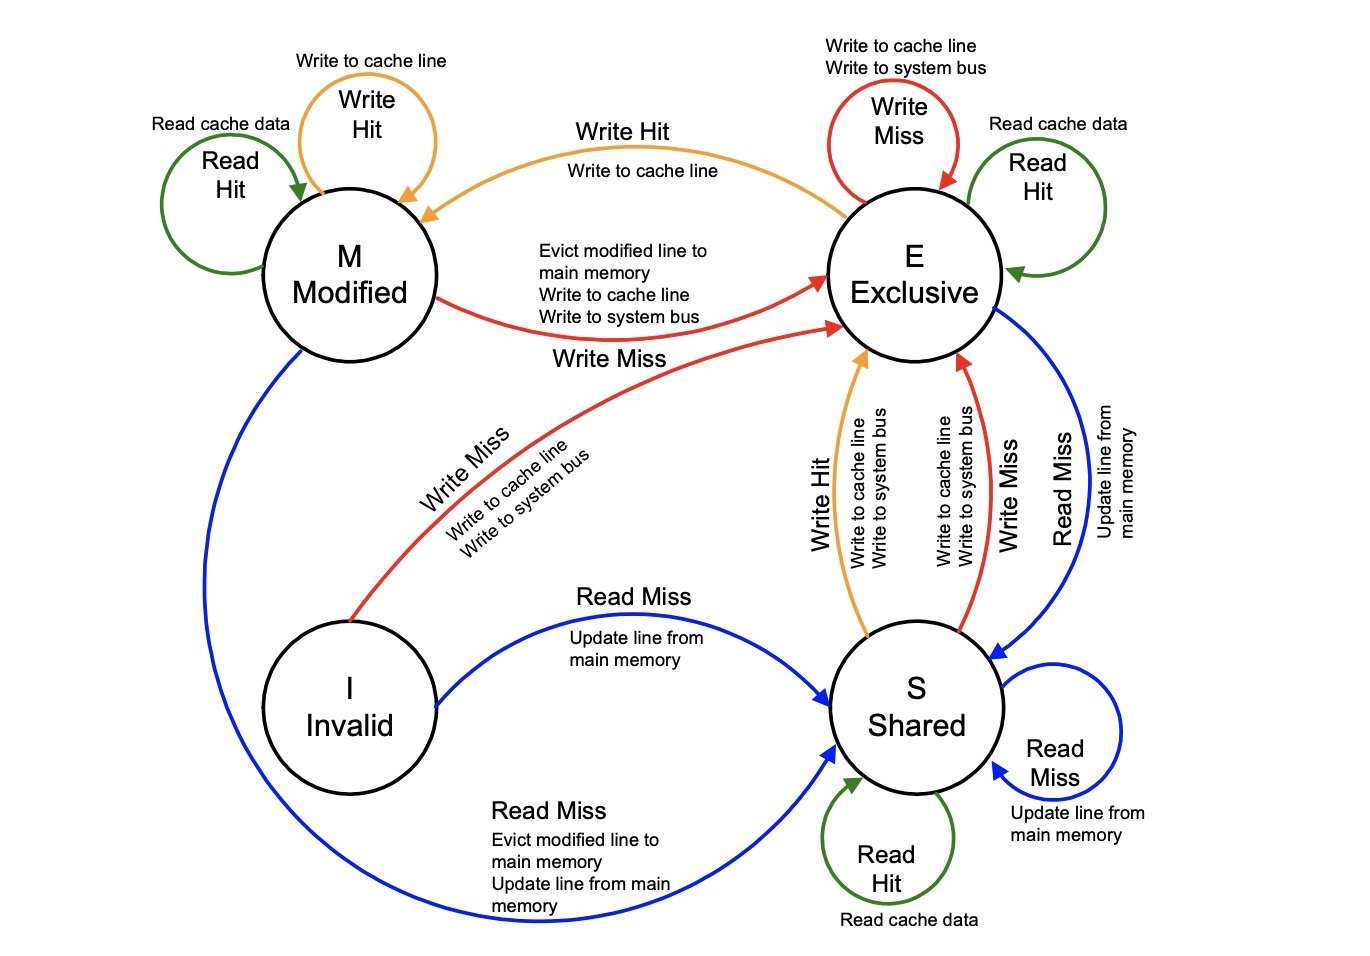 Write to cache line
Write
Hit
Read cache data
Read
Hit
M
Modified
Write Hit
Write to cache line
Write to cache line
Write to system bus
Write
Miss
Read cache data
Read
Hit
E
Exclusive
Evict modified line to
main memory
Write to cache line
Write to system bus
Write Miss
Write Miss
Write to cache line
Write to system bus
Write Hit
Write to cache line
Write to system bus
Write to cache line
Write to system bus
Write Miss
Read Miss
Update line from
main memory
I
Invalid
Read Miss
Update line from
main memory
S
Shared
Read
Miss
Update line from
main memory
Read Miss
Evict modified line to
main memory
Update line from main
memory
Read
Hit
Read cache data